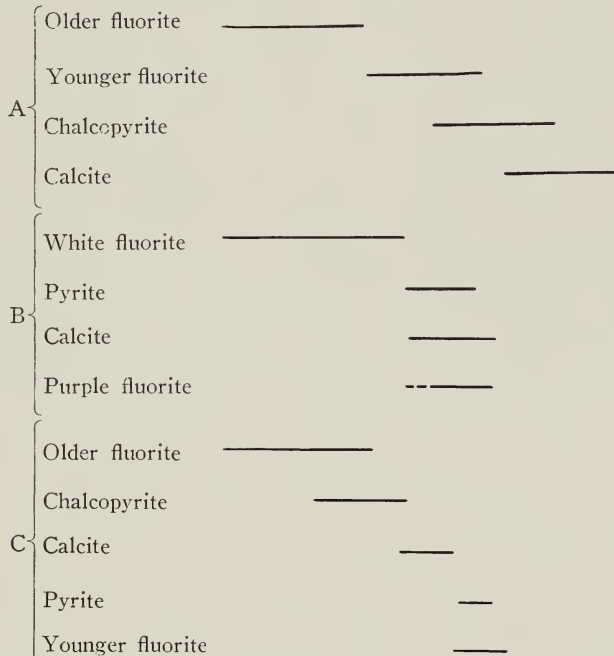 A
Older fluorite
Younger fluorite
Chalcopyrite
Calcite
B
White fluorite
Pyrite
Calcite
Purple fluorite
C
Older fluorite
Chalcopyrite
Calcite
Pyrite
Younger fluorite